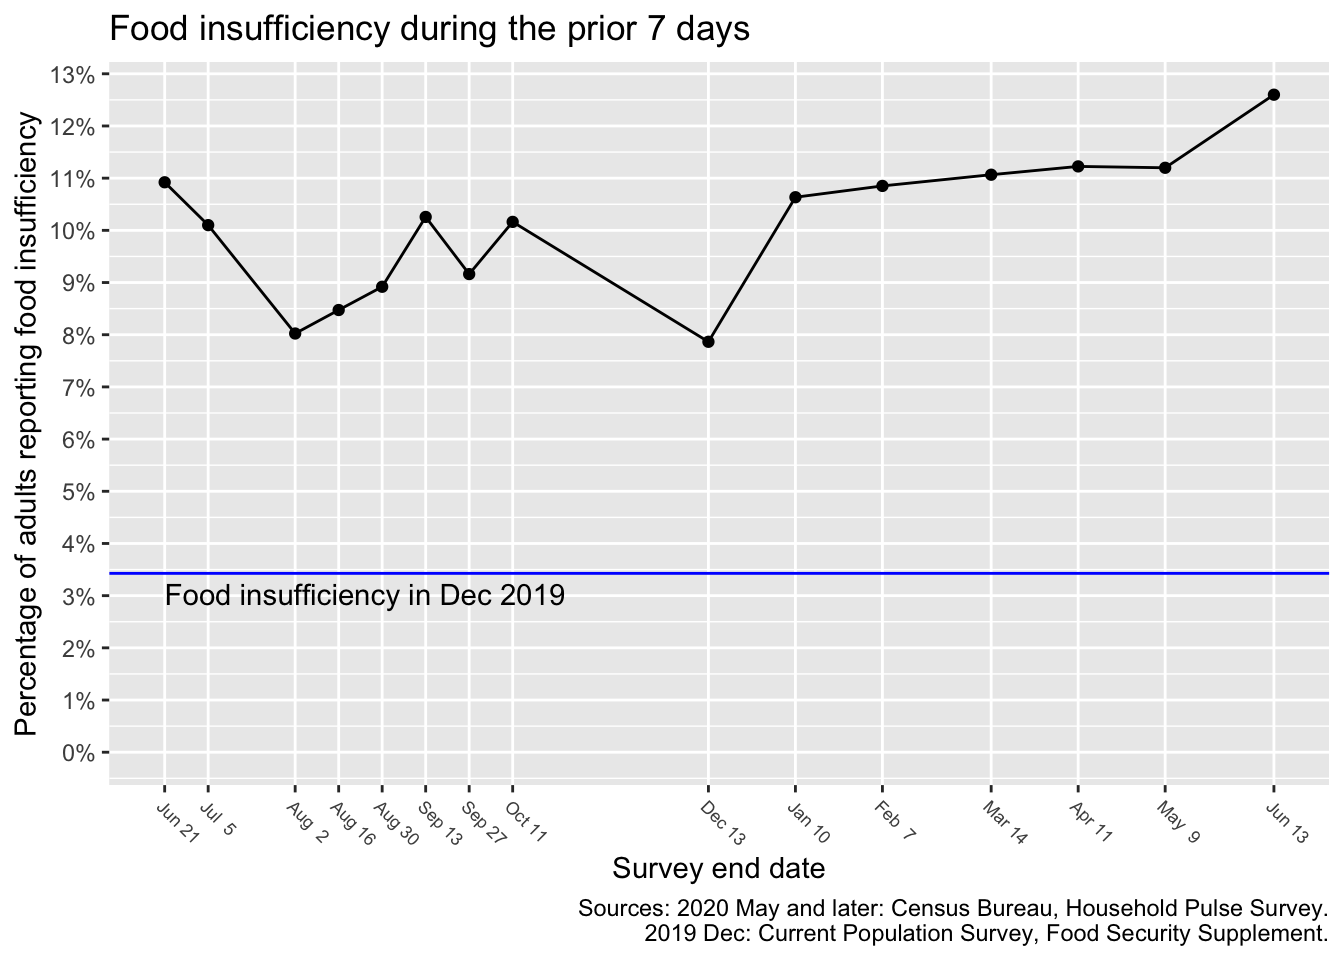 Food insufficiency during the prior 7 days
Percentage of adults reporting food insufficiency
13%
12%
11%
10%
9%
8%
7%
6%
5%
4%
3%
2%
1%
0%
Food insufficiency in Dec 2019
Jun 21
Jul 5
Aug 2
Aug 16
Aug 30
Sep 13
Sep 27
Oct 11
Dec 13
Jan 10
Feb 7
Mar 14
Apr 11
May 9
Jun 13
Survey end date
Sources: 2020 May and later: Census Bureau, Household Pulse Survey.
2019 Dec: Current Population Survey, Food Security Supplement.